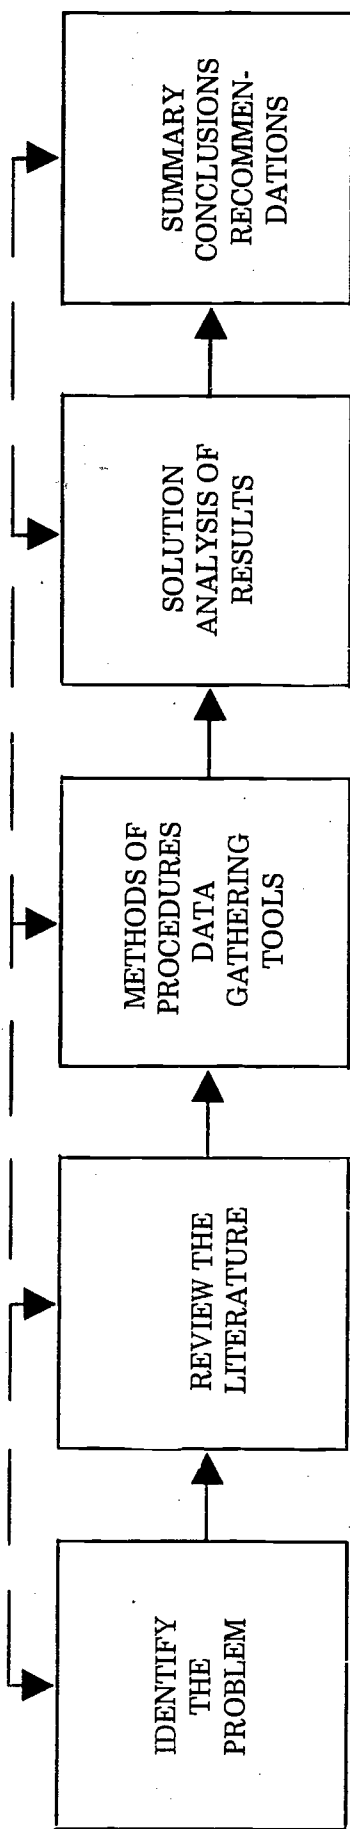 IDENTIFY
THE
PROBLEM
REVIEW THE
LITERATURE
METHODS OF
PROCEDURES
DATA
GATHERING
TOOLS
SOLUTION
ANALYSIS OF
RESULTS
SUMMARY
CONCLUSIONS
RECOMMEN-
DATIONS